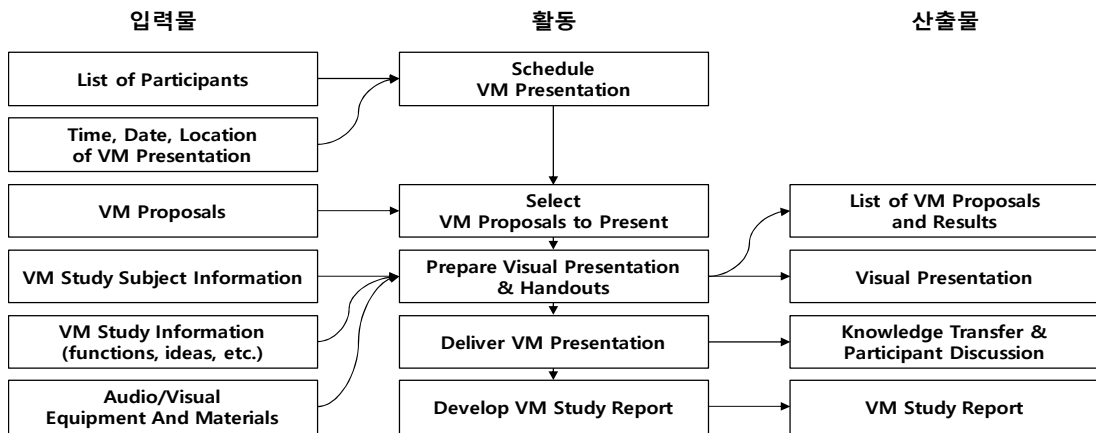 입력물
활동
산출물
List of Participants
Schedule
VM Presentation
Time, Date, Location
of VM Presentation
VM Proposals
Select
VM Proposals to Present
List of VM Proposals
and Results
VM Study Subject Information
Prepare Visual Presentation
& Handouts
Visual Presentation
VM Study Information
(functions, ideas, etc.)
Deliver VM Presentation
Knowledge Transfer &
Participant Discussion
Audio/Visual
Equipment And Materials
Develop VM Study Report
VM Study Report